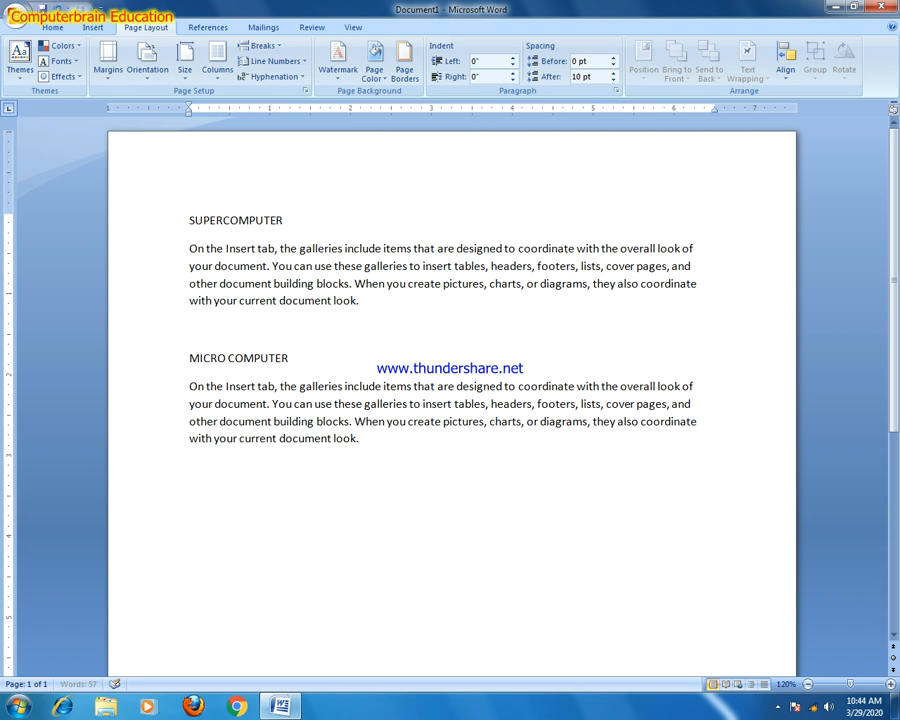 Computerbrain Education
Document1 - Microsoft Word
Home Insert Page Layout References Mailings Review View
Themes Colors Fonts Effects Themes
Margins Orientation Size Columns Breaks Line Numbers Hyphenation Page Setup
Watermark Page Color Page Borders Page Background
Indent Left: 0" Right: 0" Spacing Before: 0 pt After: 10 pt Paragraph
Position Bring to Front Send to Back Text Wrapping Align Group Rotate Arrange
1 1 2 3 4 5 6 7
SUPERCOMPUTER
On the Insert tab, the galleries include items that are designed to coordinate with the overall look of
your document. You can use these galleries to insert tables, headers, footers, lists, cover pages, and
other document building blocks. When you create pictures, charts, or diagrams, they also coordinate
with your current document look.
MICRO COMPUTER
www.thundershare.net
On the Insert tab, the galleries include items that are designed to coordinate with the overall look of
your document. You can use these galleries to insert tables, headers, footers, lists, cover pages, and
other document building blocks. When you create pictures, charts, or diagrams, they also coordinate
with your current document look.
Page: 1 of 1 Words: 57 120%
10:44 AM
3/29/2020